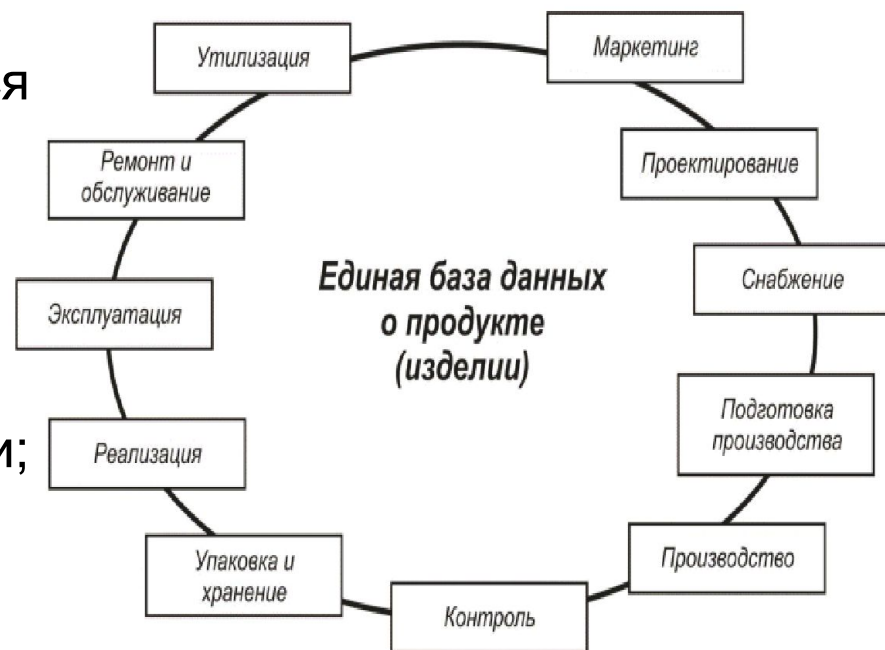 ся
и;
Утилизация
Маркетинг
Ремонт и
обслуживание
Проектирование
Единая база данных
о продукте
(изделии)
Снабжение
Эксплуатация
Подготовка
производства
Реализация
Производство
Упаковка и
хранение
Контроль